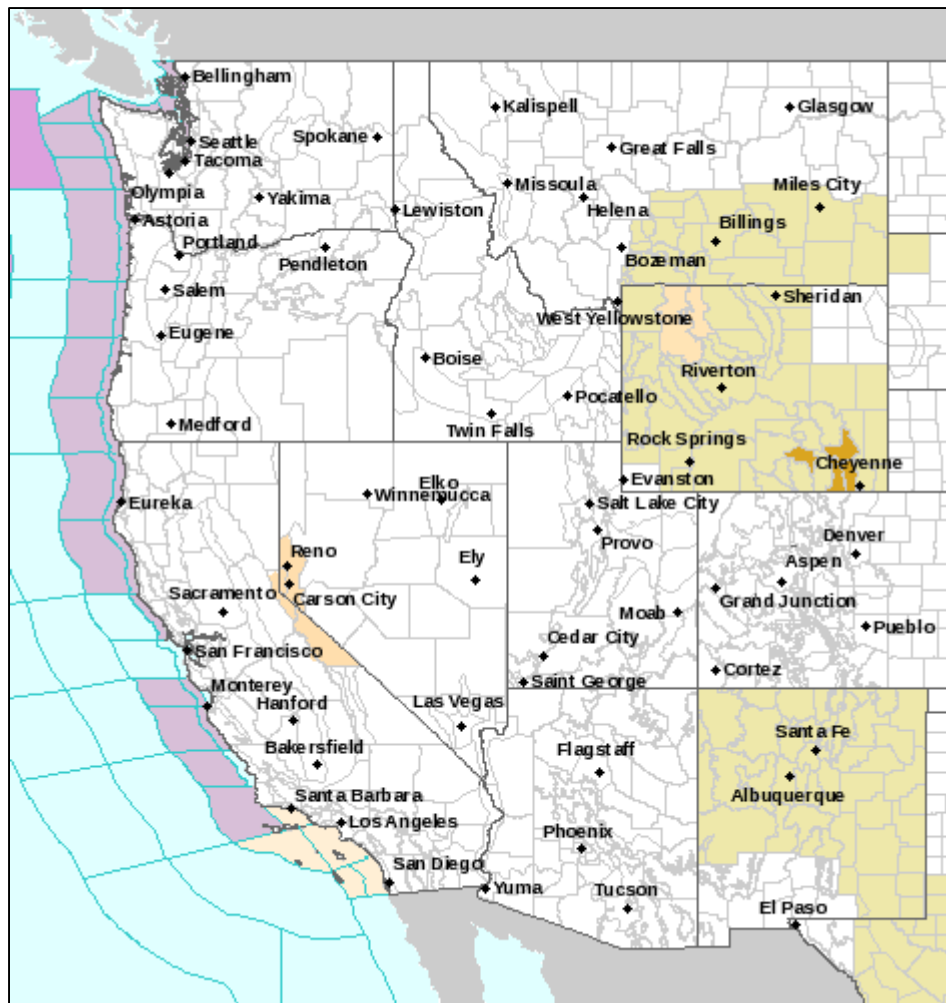 Bellingham
Kalispell
Glasgow
Seattle
Spokane
Great Falls
Tacoma
Olympia
Yakima
Missoula
Miles City
Astoria
Lewiston
Helena
Billings
Portland
Pendleton
Bozeman
Salem
Sheridan
West Yellowstone
Eugene
Boise
Riverton
Pocatello
Medford
Twin Falls
Rock Springs
Cheyenne
Elko
Evanston
Eureka
Winnemucca
Salt Lake City
Reno
Provo
Denver
Ely
Aspen
Sacramento
Carson City
Grand Junction
Moab
Pueblo
San Francisco
Cedar City
Cortez
Monterey
Saint George
Hanford
Las Vegas
Bakersfield
Flagstaff
Santa Fe
Albuquerque
Santa Barbara
Los Angeles
Phoenix
San Diego
Yuma
Tucson
El Paso